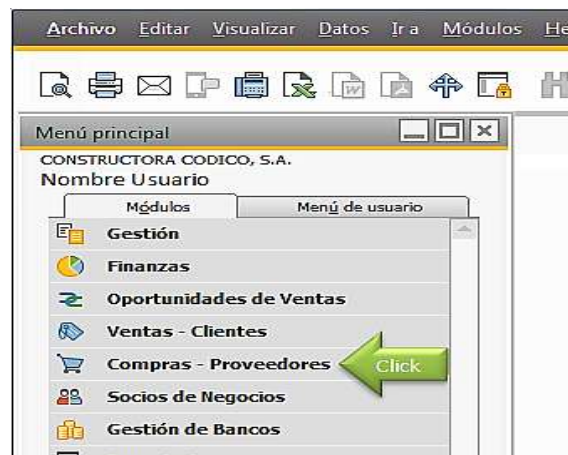 Archivo Editar Visualizar Datos Ir a Módulos He
Menú principal
CONSTRUCTORA CODICO, S.A.
Nombre Usuario
Módulos Menú de usuario
Gestión
Finanzas
Oportunidades de Ventas
Ventas - Clientes
Compras - Proveedores Click
Socios de Negocios
Gestión de Bancos